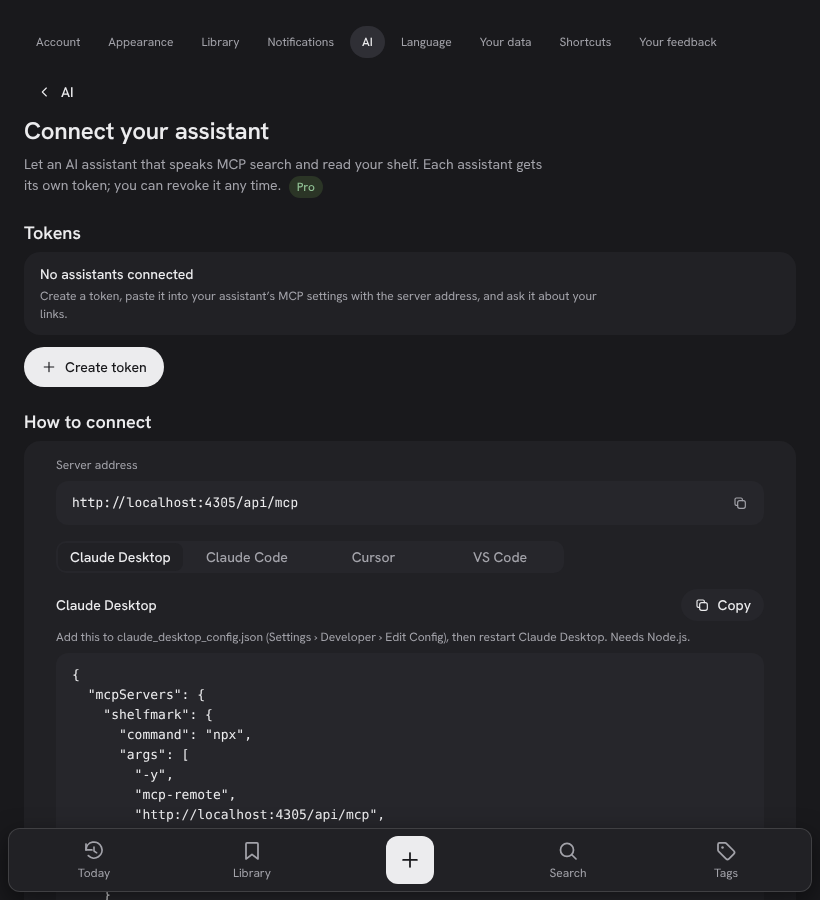 Account Appearance Library Notifications AI Language Your data Shortcuts Your feedback
AI
Connect your assistant
Let an AI assistant that speaks MCP search and read your shelf. Each assistant gets
its own token; you can revoke it any time. Pro
Tokens
No assistants connected
Create a token, paste it into your assistant’s MCP settings with the server address, and ask it about your
links.
Create token
How to connect
Server address
http://localhost:4305/api/mcp
Claude Desktop Claude Code Cursor VS Code
Claude Desktop Copy
Add this to claude_desktop_config.json (Settings › Developer › Edit Config), then restart Claude Desktop. Needs Node.js.
{
"mcpServers": {
"shelfmark": {
"command": "npx",
"args": [
"-y",
"mcp-remote",
"http://localhost:4305/api/mcp",
Today Library Search Tags
}